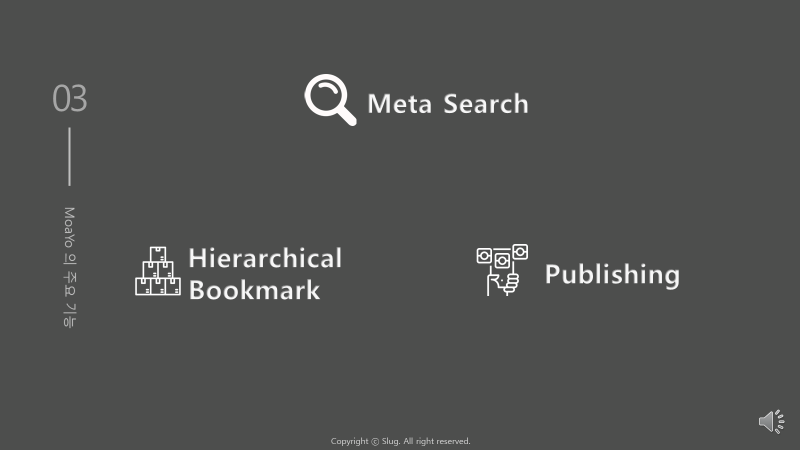 03
MoaYo 의 주요 기능
Meta Search
Hierarchical
Bookmark
Publishing
Copyright ⓒ Slug. All right reserved.